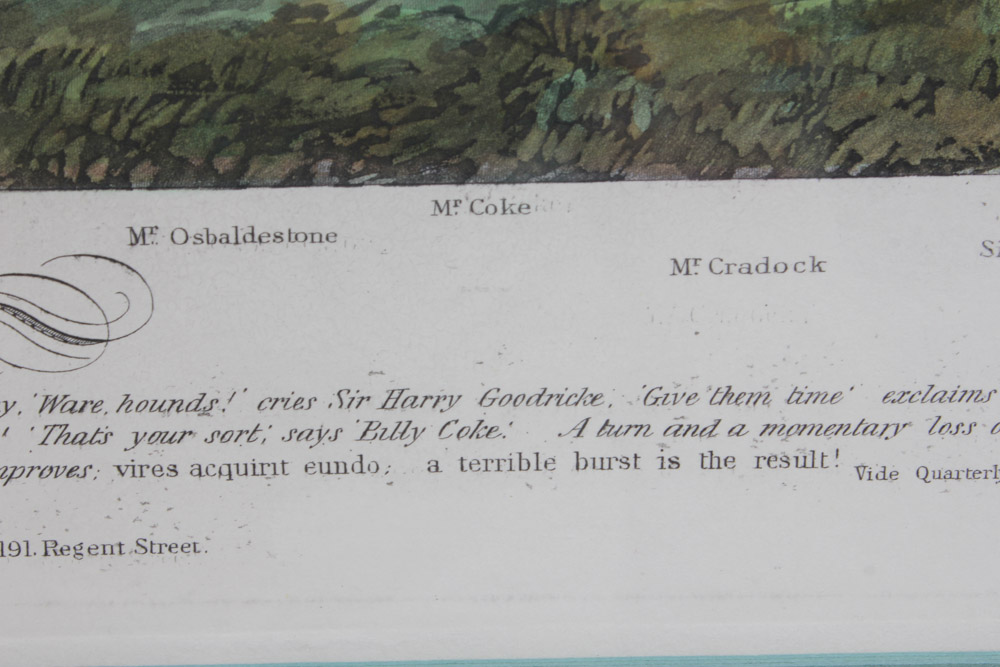 Mr. Coke
Mr. Osbaldestone
Mr. Cradock
'Ware, hounds!' cries Sir Harry Goodricke. 'Give them time' exclaims
'That's your sort,' says 'Billy Coke.' A turn and a momentary loss
vires acquirit eundo; a terrible burst is the result!
Vide Quarterly
191. Regent Street.